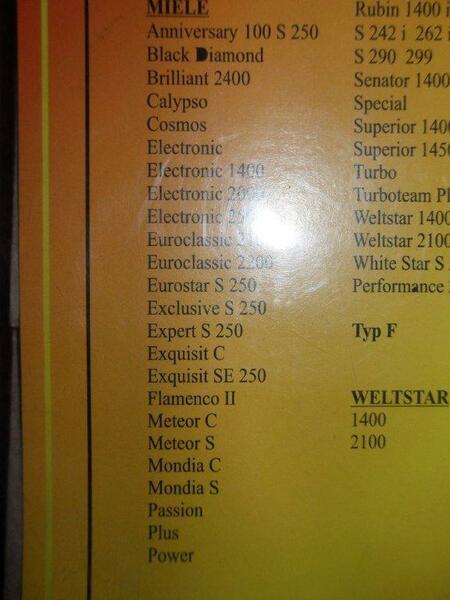 MIELE
Anniversary 100 S 250
Black Diamond
Brilliant 2400
Calypso
Cosmos
Electronic
Electronic 1400
Electronic
Electronic
Euroclassic
Euroclassic 2200
Eurostar S 250
Exclusive S 250
Expert S 250
Exquisit C
Exquisit SE 250
Flamenco II
Meteor C
Meteor S
Mondia C
Mondia S
Passion
Plus
Power
Rubin 1400 i
S 242 i 262 i
S 290 299
Senator 1400
Special
Superior 140
Superior 145
Turbo
Turboteam Pl
Weltstar 1400
Weltstar 2100
White Star S
Performance
Typ F
WELTSTAR
1400
2100